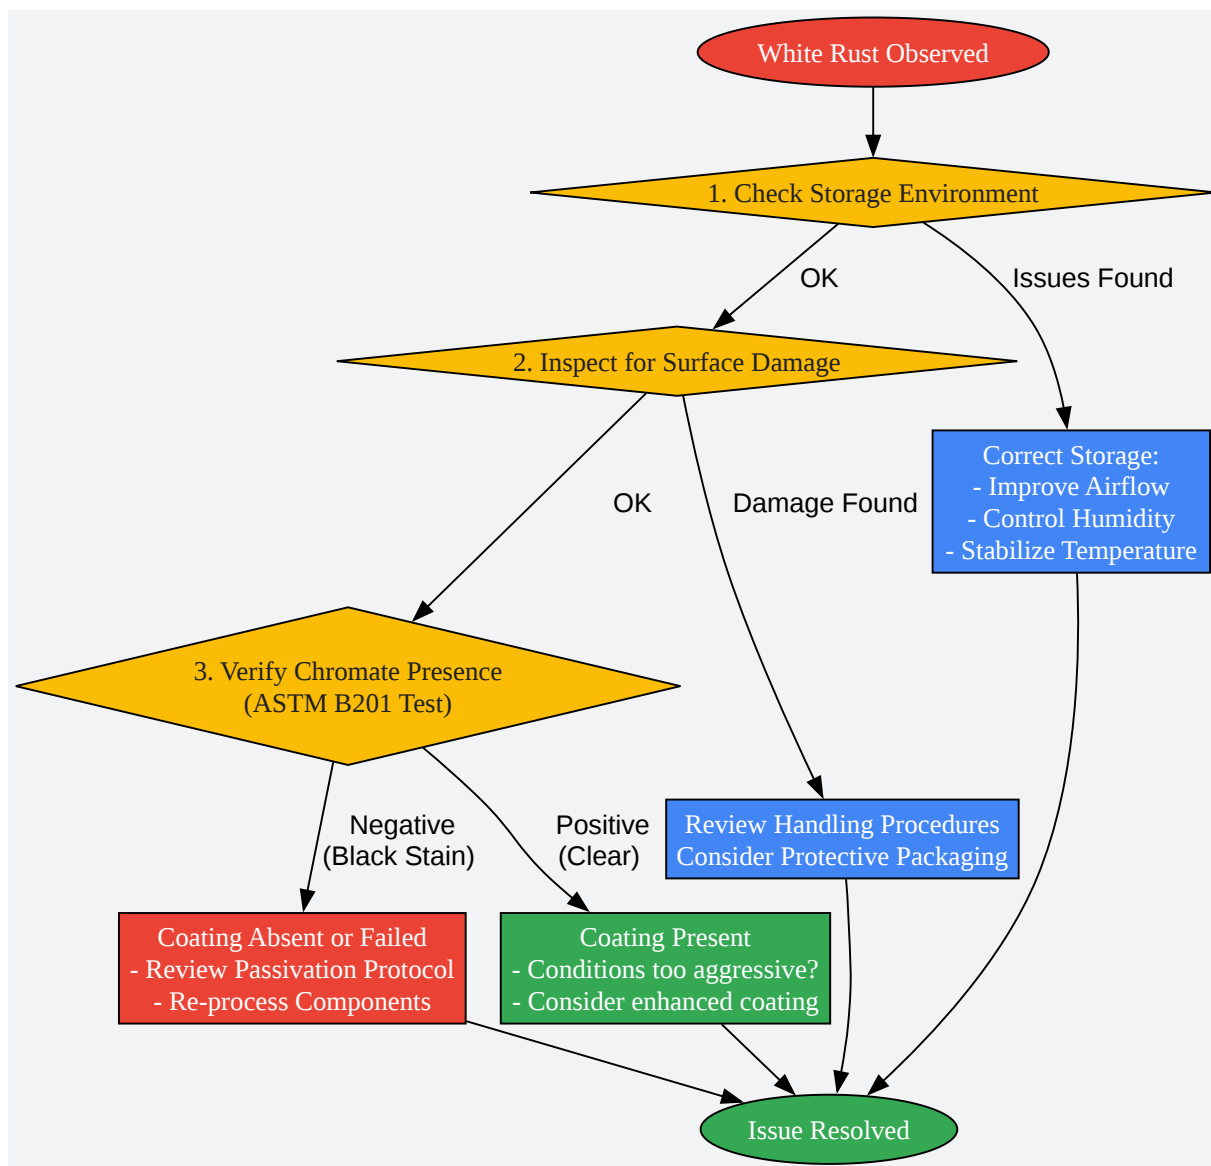 White Rust Observed
1. Check Storage Environment
OK
Issues Found
2. Inspect for Surface Damage
OK
Damage Found
Correct Storage:
- Improve Airflow
- Control Humidity
- Stabilize Temperature
3. Verify Chromate Presence
(ASTM B201 Test)
Negative
(Black Stain)
Positive
(Clear)
Review Handling Procedures
Consider Protective Packaging
Coating Absent or Failed
- Review Passivation Protocol
- Re-process Components
Coating Present
- Conditions too aggressive?
- Consider enhanced coating
Issue Resolved